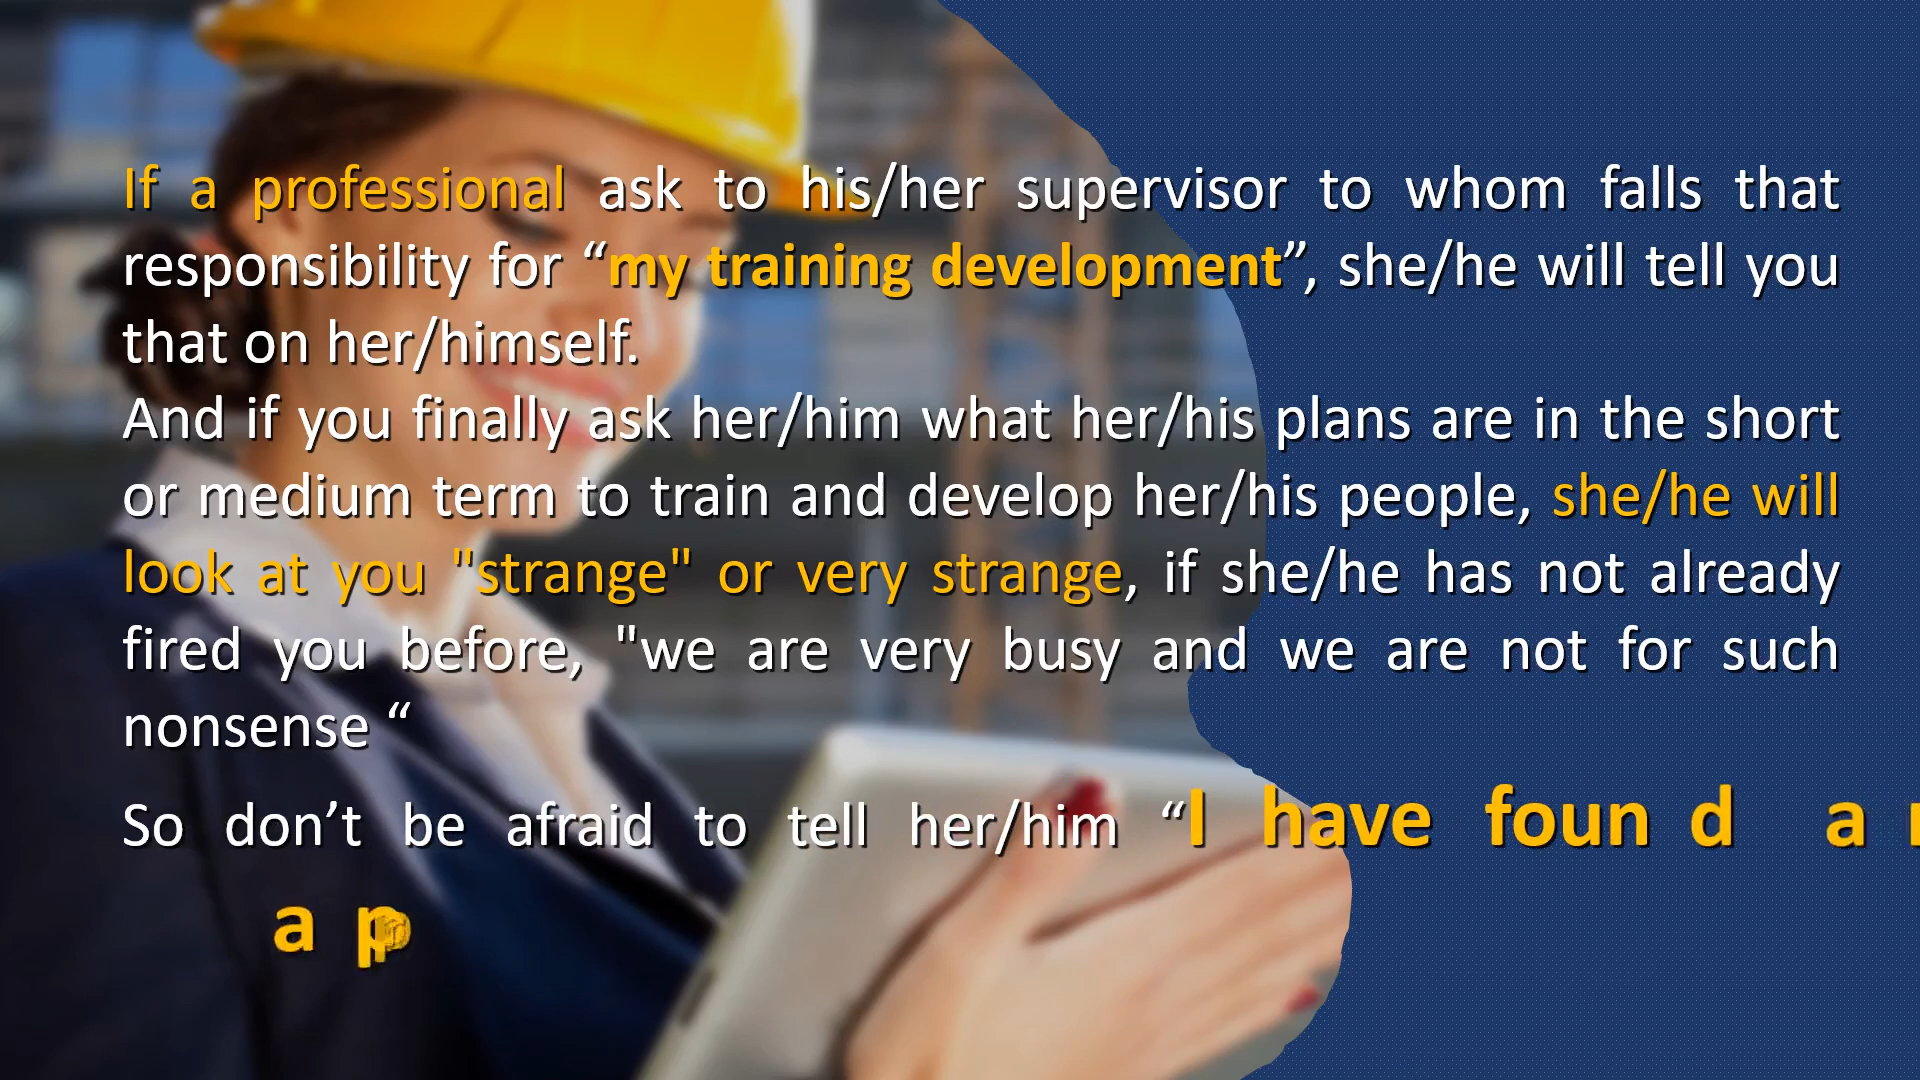 If a professional ask to his/her supervisor to whom falls that
responsibility for “my training development”, she/he will tell you
that on her/himself.
And if you finally ask her/him what her/his plans are in the short
or medium term to train and develop her/his people, she/he will
look at you "strange" or very strange, if she/he has not already
fired you before, "we are very busy and we are not for such
nonsense “
So don’t be afraid to tell her/him “I have foun d a
a p